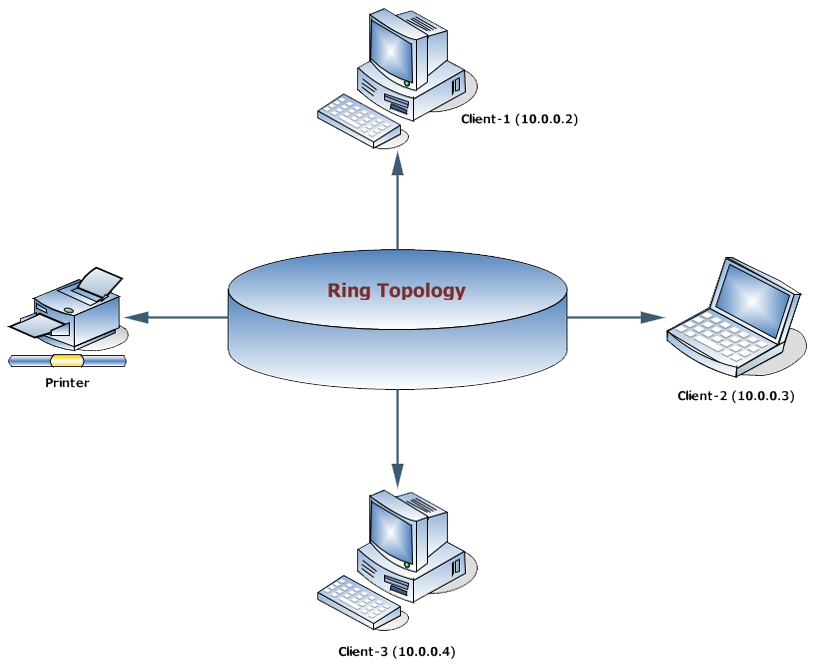 Client-1 (10.0.0.2)
Ring Topology
Printer
Client-2 (10.0.0.3)
Client-3 (10.0.0.4)